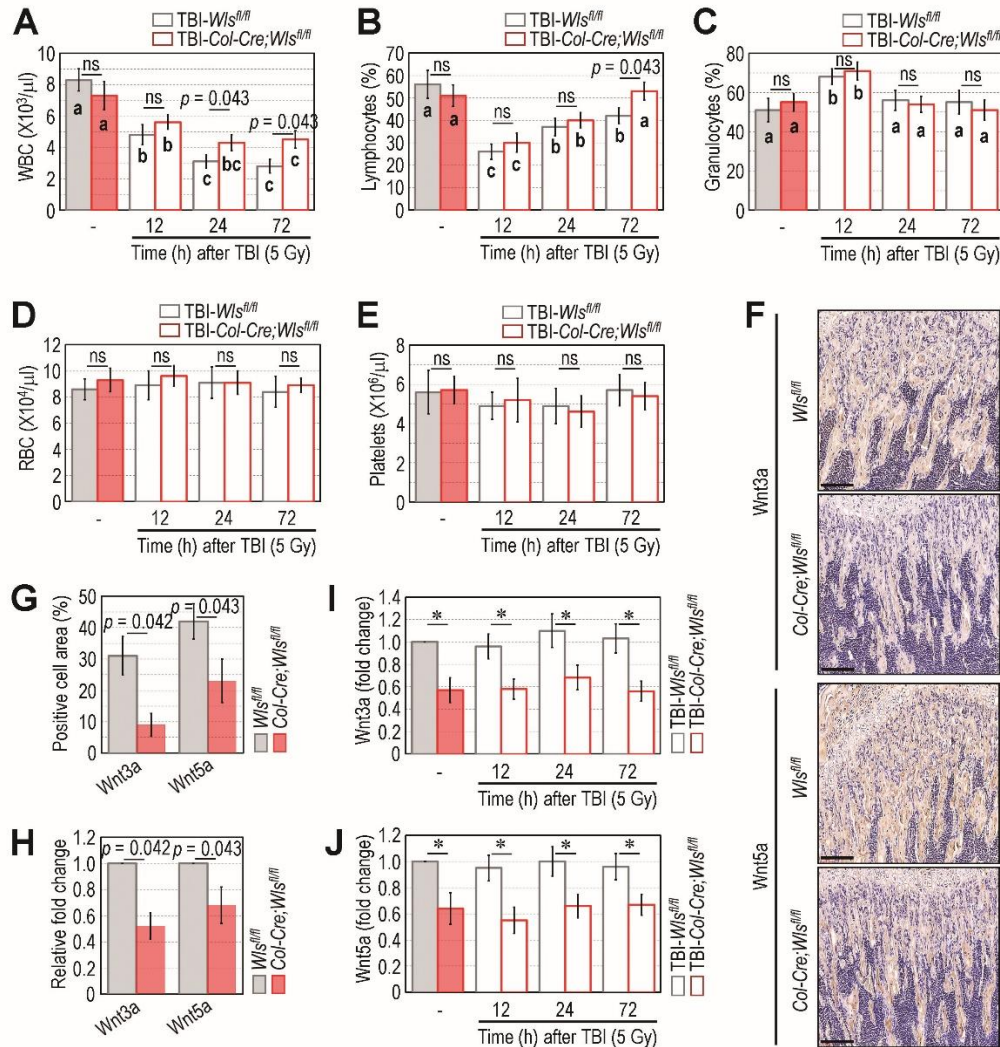 A
TBI-Wlsfl/fl
TBI-Col-Cre;Wlsfl/fl
WBC (X10³/µl)
10
8
6
4
2
0
ns
ns
p = 0.043
p = 0.043
a
a
b
b
c
bc
c
c
-
12
24
72
Time (h) after TBI (5 Gy)
B
TBI-Wlsfl/fl
TBI-Col-Cre;Wlsfl/fl
Lymphocytes (%)
70
60
50
40
30
20
10
0
ns
ns
ns
p = 0.043
a
a
c
c
b
b
b
a
-
12
24
72
Time (h) after TBI (5 Gy)
C
TBI-Wlsfl/fl
TBI-Col-Cre;Wlsfl/fl
Granulocytes (%)
80
60
40
20
0
ns
ns
ns
ns
a
a
b
b
a
a
a
a
-
12
24
72
Time (h) after TBI (5 Gy)
D
TBI-Wlsfl/fl
TBI-Col-Cre;Wlsfl/fl
RBC (X10⁴/µl)
12
10
8
6
4
2
0
ns
ns
ns
ns
-
12
24
72
Time (h) after TBI (5 Gy)
E
TBI-Wlsfl/fl
TBI-Col-Cre;Wlsfl/fl
Platelets (X10⁶/µl)
8
7
6
5
4
3
2
1
0
ns
ns
ns
ns
-
12
24
72
Time (h) after TBI (5 Gy)
F
Wnt3a
Wlsfl/fl
Col-Cre;Wlsfl/fl
Wnt5a
Wlsfl/fl
Col-Cre;Wlsfl/fl
G
Positive cell area (%)
50
40
30
20
10
0
p = 0.042
p = 0.043
Wnt3a
Wnt5a
Wlsfl/fl
Col-Cre;Wlsfl/fl
H
Relative fold change
1.2
1.0
0.8
0.6
0.4
0.2
0
p = 0.042
p = 0.043
Wnt3a
Wnt5a
Wlsfl/fl
Col-Cre;Wlsfl/fl
I
Wnt3a (fold change)
1.4
1.2
1.0
0.8
0.6
0.4
0.2
0
*
*
*
*
-
12
24
72
Time (h) after TBI (5 Gy)
TBI-Wlsfl/fl
TBI-Col-Cre;Wlsfl/fl
J
Wnt5a (fold change)
1.2
1.0
0.8
0.6
0.4
0.2
0
*
*
*
*
-
12
24
72
Time (h) after TBI (5 Gy)
TBI-Wlsfl/fl
TBI-Col-Cre;Wlsfl/fl